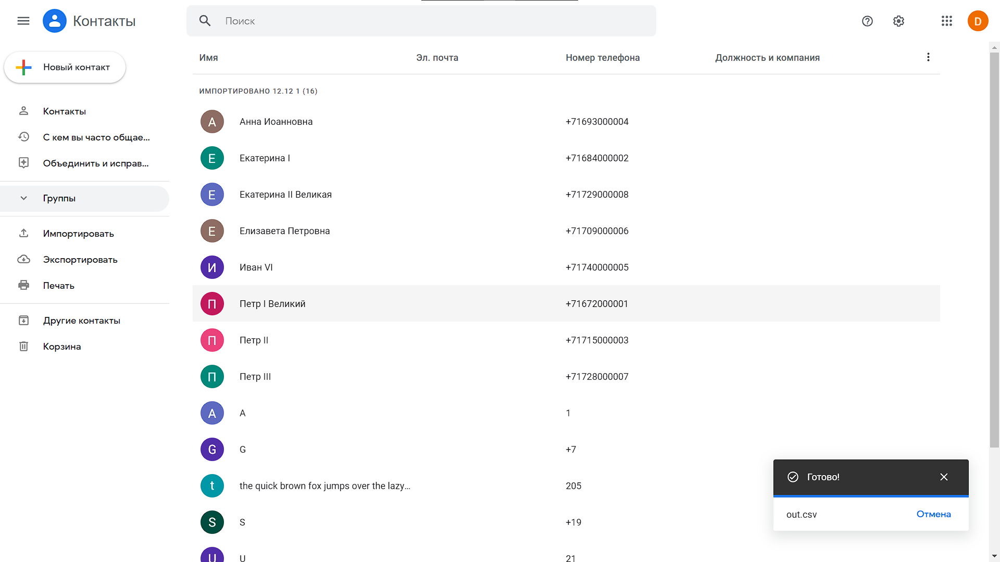 Контакты
Поиск
D
Новый контакт
Контакты
С кем вы часто общае...
Объединить и исправ...
Группы
Импортировать
Экспортировать
Печать
Другие контакты
Корзина
Имя Эл. почта Номер телефона Должность и компания
ИМПОРТИРОВАНО 12.12 1 (16)
А Анна Иоанновна +71693000004
Е Екатерина I +71684000002
Е Екатерина II Великая +71729000008
Е Елизавета Петровна +71709000006
И Иван VI +71740000005
П Петр I Великий +71672000001
П Петр II +71715000003
П Петр III +71728000007
A A 1
G G +7
t the quick brown fox jumps over the lazy... 205
S S +19
U U 21
Готово!
out.csv Отмена